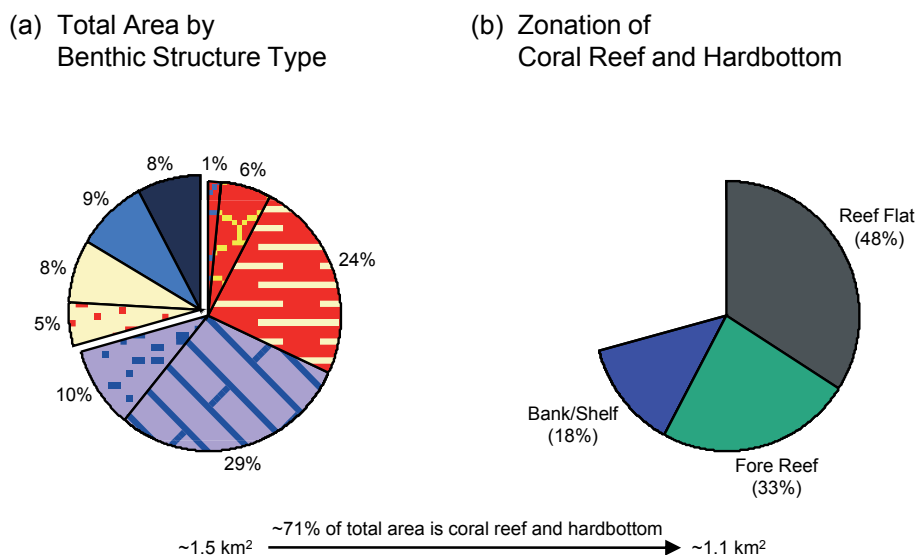 (a) Total Area by
Benthic Structure Type
(b) Zonation of
Coral Reef and Hardbottom
8%
1%
6%
9%
24%
8%
5%
10%
29%
Reef Flat
(48%)
Bank/Shelf
(18%)
Fore Reef
(33%)
~71% of total area is coral reef and hardbottom
~1.5 km²
~1.1 km²